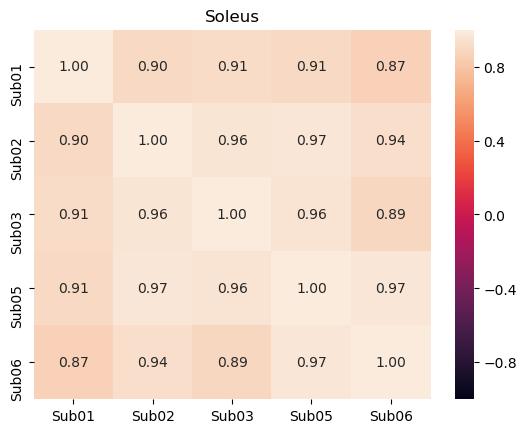 Soleus
Sub01 1.00 0.90 0.91 0.91 0.87
Sub02 0.90 1.00 0.96 0.97 0.94
Sub03 0.91 0.96 1.00 0.96 0.89
Sub05 0.91 0.97 0.96 1.00 0.97
Sub06 0.87 0.94 0.89 0.97 1.00
Sub01 Sub02 Sub03 Sub05 Sub06
0.8
0.4
0.0
−0.4
−0.8